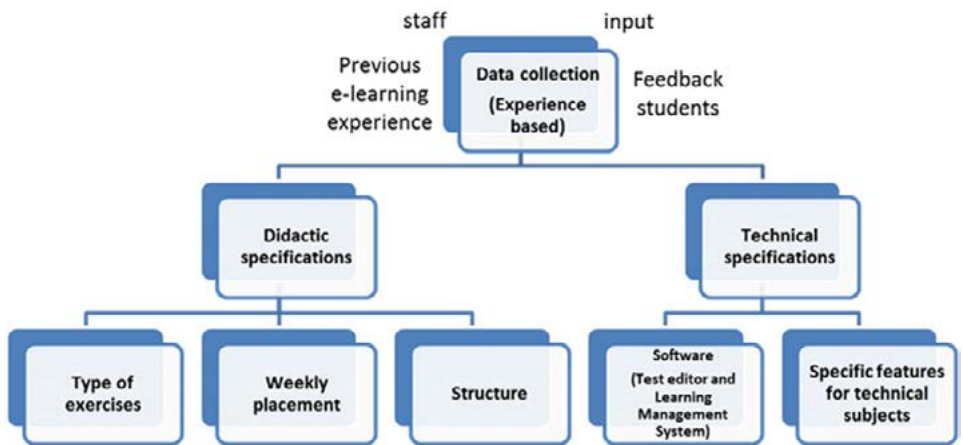 staff
input
Previous
e-learning
experience
Data collection
(Experience
based)
Feedback
students
Didactic
specifications
Technical
specifications
Type of
exercises
Weekly
placement
Structure
Software
(Test editor and
Learning
Management
System)
Specific features
for technical
subjects